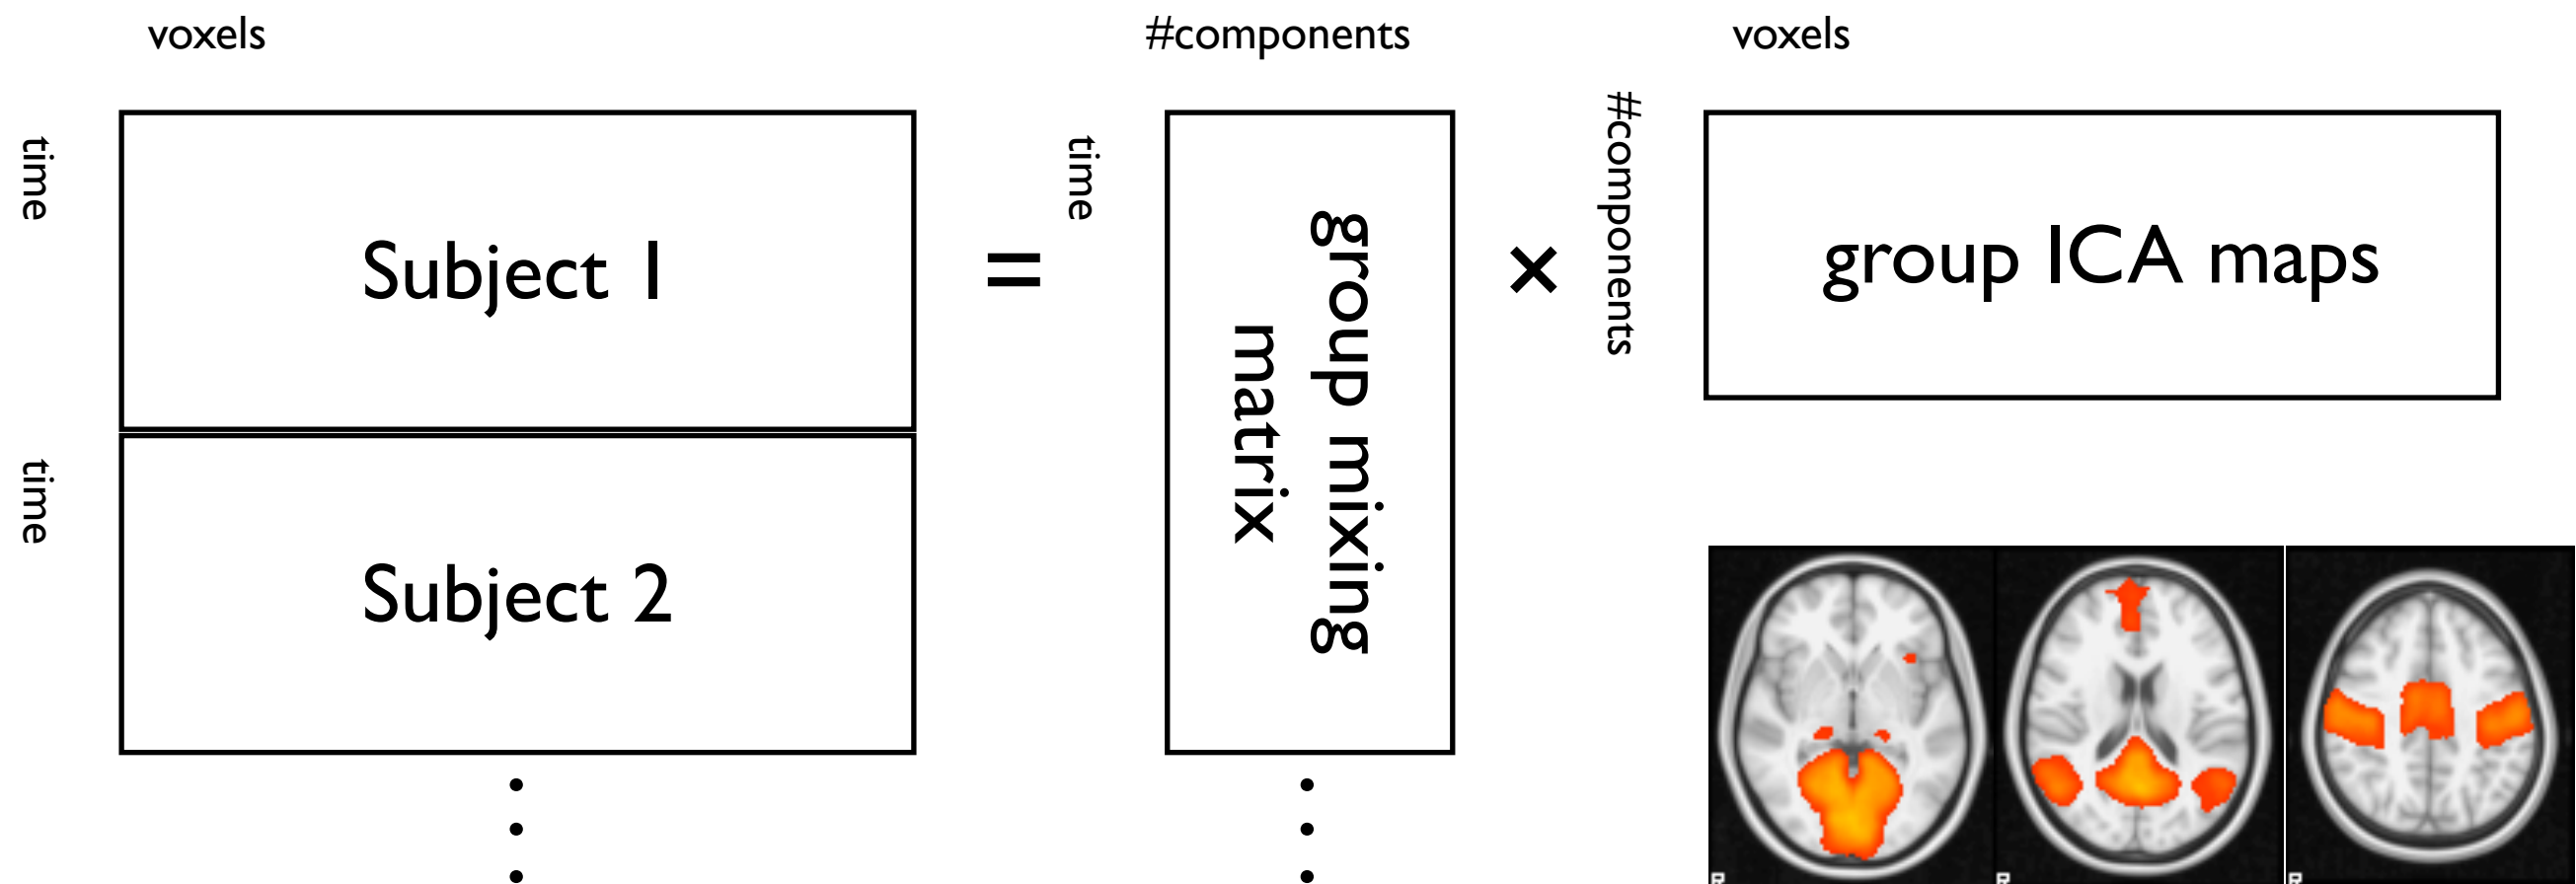 voxels
#components
voxels
time
Subject 1
=
time
group mixing
matrix
×
#components
group ICA maps
time
Subject 2
R
R
R